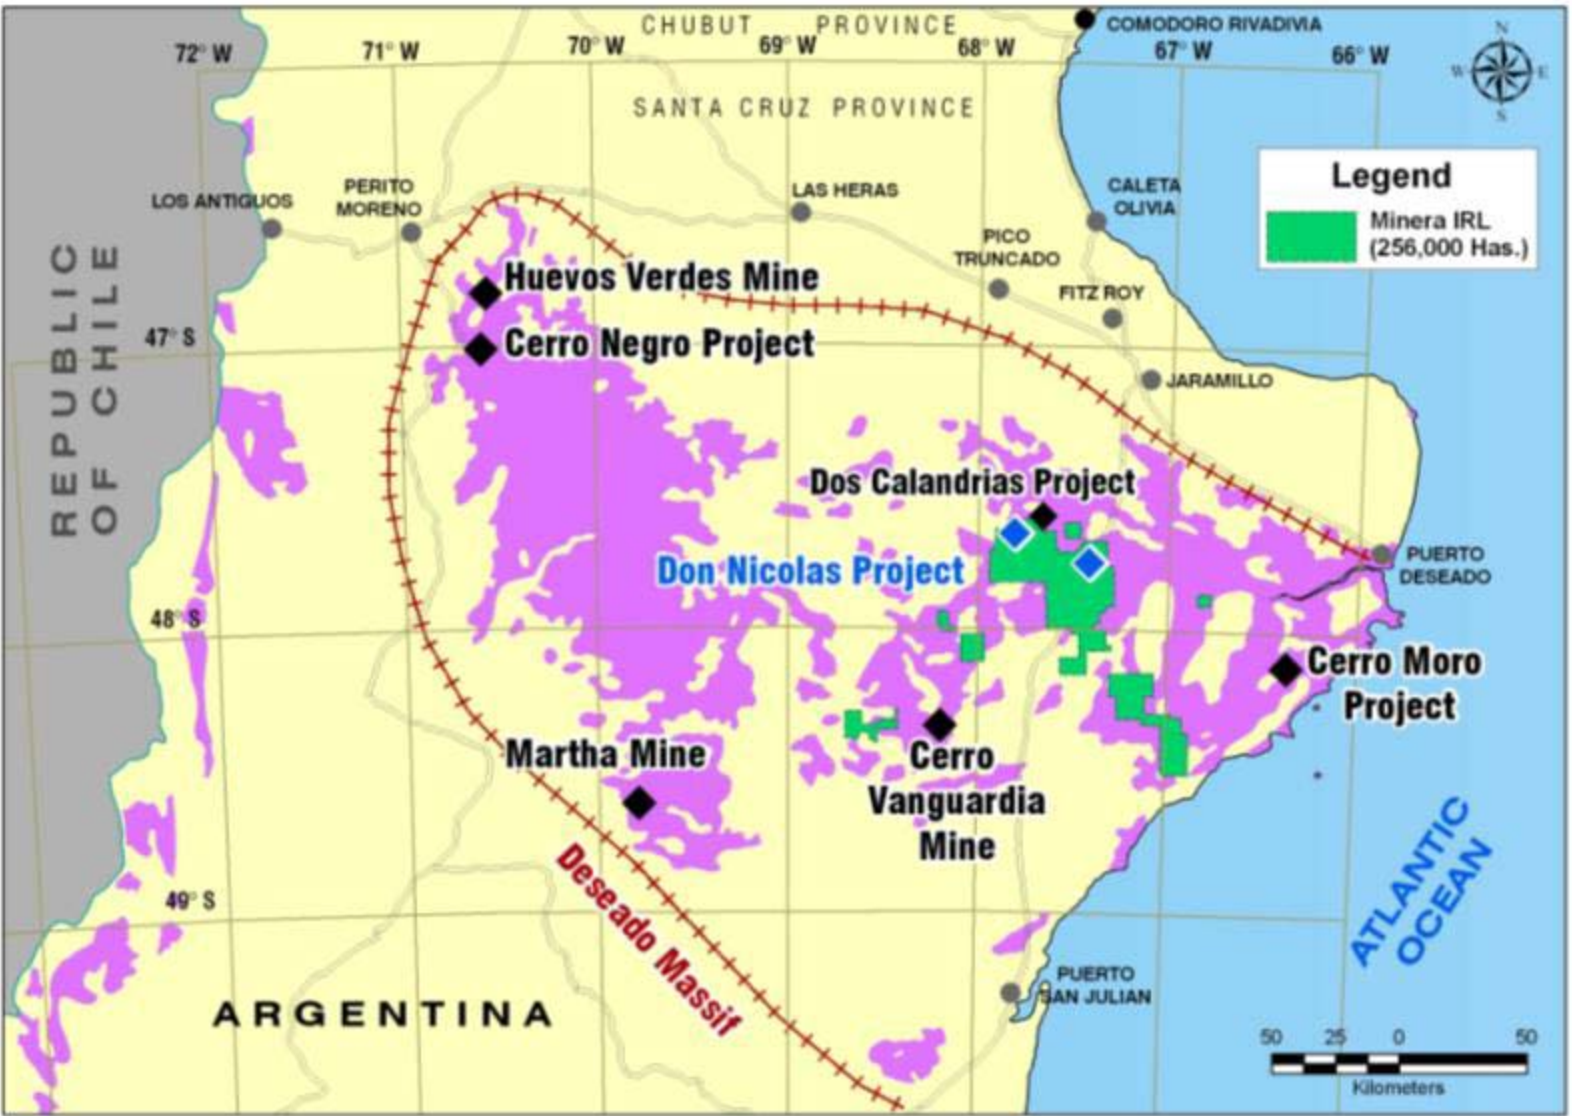 CHUBUT PROVINCE
COMODORO RIVADIVIA
72° W
71° W
70° W
69° W
68° W
67° W
66° W
N
W
E
S
SANTA CRUZ PROVINCE
Legend
Minera IRL
(256,000 Has.)
LOS ANTIGUOS
PERITO
MORENO
LAS HERAS
CALETA
OLIVIA
PICO
TRUNCADO
FITZ ROY
REPUBLIC
OF CHILE
Huevos Verdes Mine
47° S
Cerro Negro Project
JARAMILLO
Dos Calandrias Project
Don Nicolas Project
PUERTO
DESEADO
48° S
Cerro Moro
Project
Martha Mine
Cerro
Vanguardia
Mine
Deseado Massif
49° S
ATLANTIC
OCEAN
PUERTO
SAN JULIAN
ARGENTINA
50 25 0 50
Kilometers